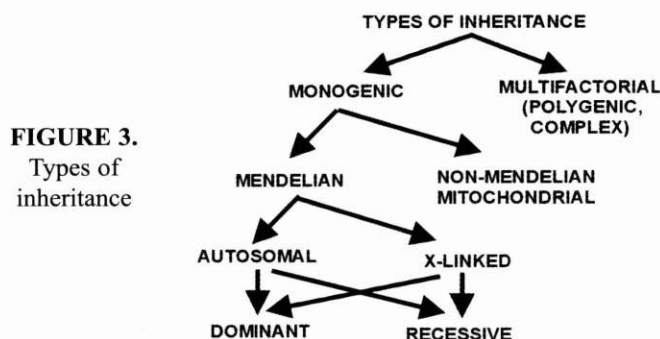 FIGURE 3.
Types of
inheritance
TYPES OF INHERITANCE
MONOGENIC
MULTIFACTORIAL
(POLYGENIC,
COMPLEX)
MENDELIAN
NON-MENDELIAN
MITOCHONDRIAL
AUTOSOMAL
X-LINKED
DOMINANT
RECESSIVE